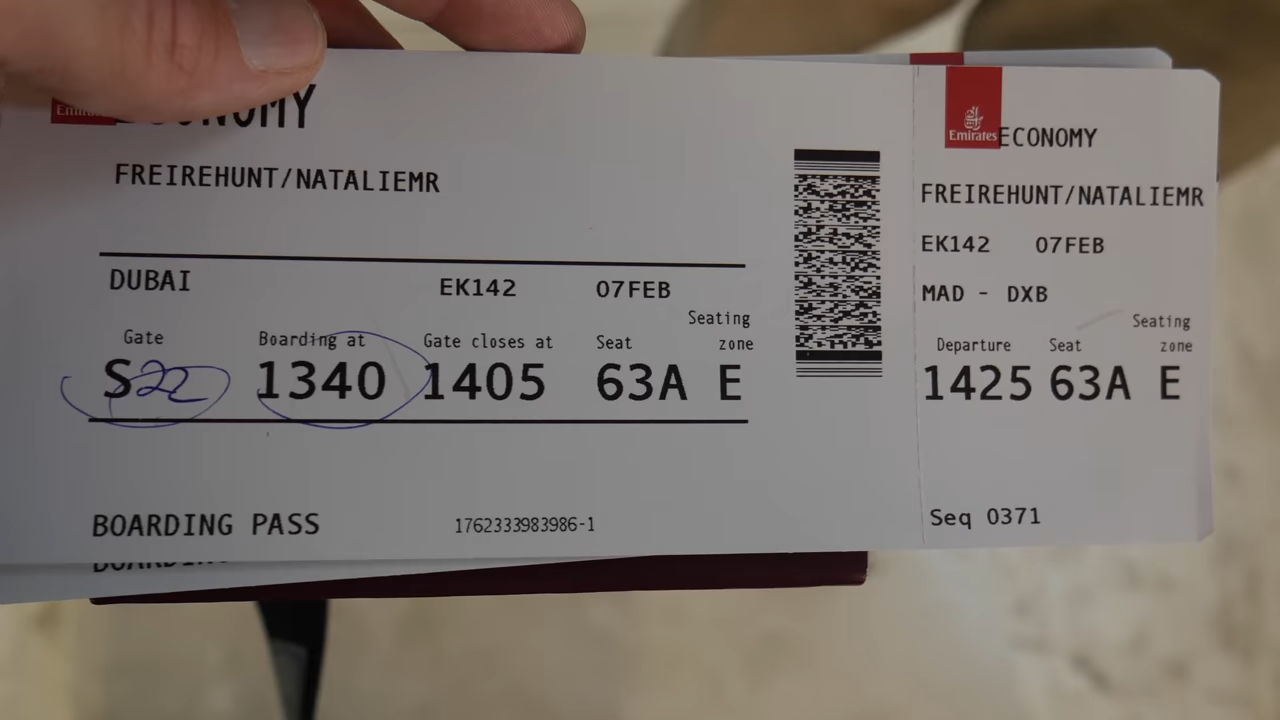 Emirates
ECONOMY
FREIREHUNT/NATALIEMR
DUBAI EK142 07FEB
Gate Boarding at Gate closes at Seat Seating zone
S22 1340 1405 63A E
BOARDING PASS 1762333983986-1
BOARDING
Emirates
ECONOMY
FREIREHUNT/NATALIEMR
EK142 07FEB
MAD - DXB
Departure Seat Seating zone
1425 63A E
Seq 0371